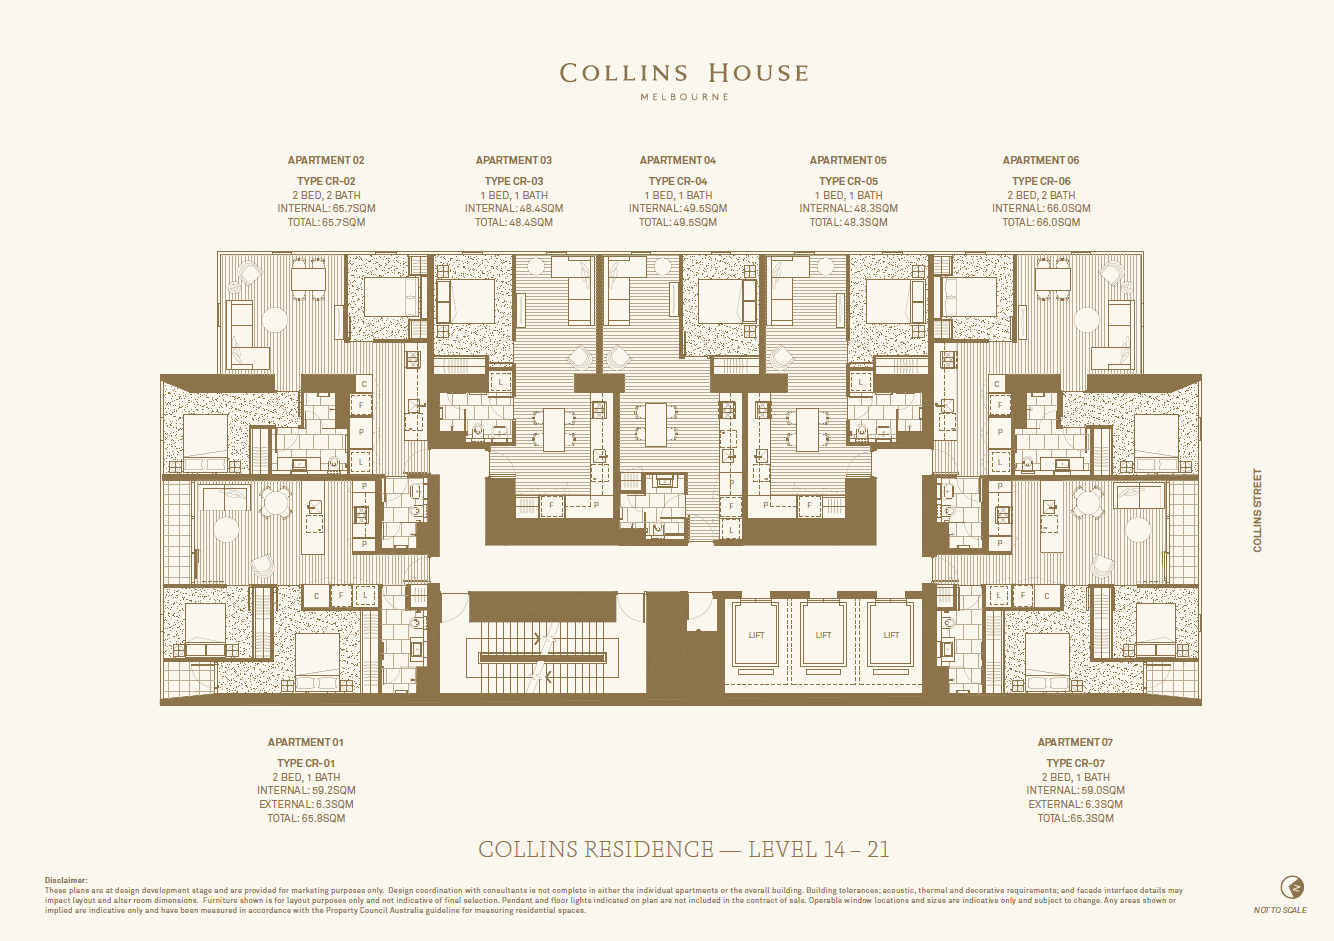 COLLINS HOUSE
MELBOURNE
APARTMENT 02
TYPE CR-02
2 BED, 2 BATH
INTERNAL: 65.7SQM
TOTAL: 65.7SQM
APARTMENT 03
TYPE CR-03
1 BED, 1 BATH
INTERNAL: 48.4SQM
TOTAL: 48.4SQM
APARTMENT 04
TYPE CR-04
1 BED, 1 BATH
INTERNAL: 49.5SQM
TOTAL: 49.5SQM
APARTMENT 05
TYPE CR-05
1 BED, 1 BATH
INTERNAL: 48.3SQM
TOTAL: 48.3SQM
APARTMENT 06
TYPE CR-06
2 BED, 2 BATH
INTERNAL: 66.0SQM
TOTAL: 66.0SQM
C
F
P
L
L
L
C
F
P
L
P
P
F
P
P
F
L
P
F
P
P
C
F
L
L
F
C
LIFT
LIFT
LIFT
COLLINS STREET
APARTMENT 01
TYPE CR-01
2 BED, 1 BATH
INTERNAL: 59.2SQM
EXTERNAL: 6.3SQM
TOTAL: 65.8SQM
APARTMENT 07
TYPE CR-07
2 BED, 1 BATH
INTERNAL: 59.0SQM
EXTERNAL: 6.3SQM
TOTAL:65.3SQM
COLLINS RESIDENCE — LEVEL 14 – 21
Disclaimer:
These plans are at design development stage and are provided for marketing purposes only. Design coordination with consultants is not complete in either the individual apartments or the overall building. Building tolerances; acoustic, thermal and decorative requirements; and facade interface details may
impact layout and alter room dimensions. Furniture shown is for layout purposes only and not indicative of final selection. Pendant and floor lights indicated on plan are not included in the contract of sale. Operable window locations and sizes are indicative only and subject to change. Any areas shown or
implied are indicative only and have been measured in accordance with the Property Council Australia guideline for measuring residential spaces.
N
NOT TO SCALE